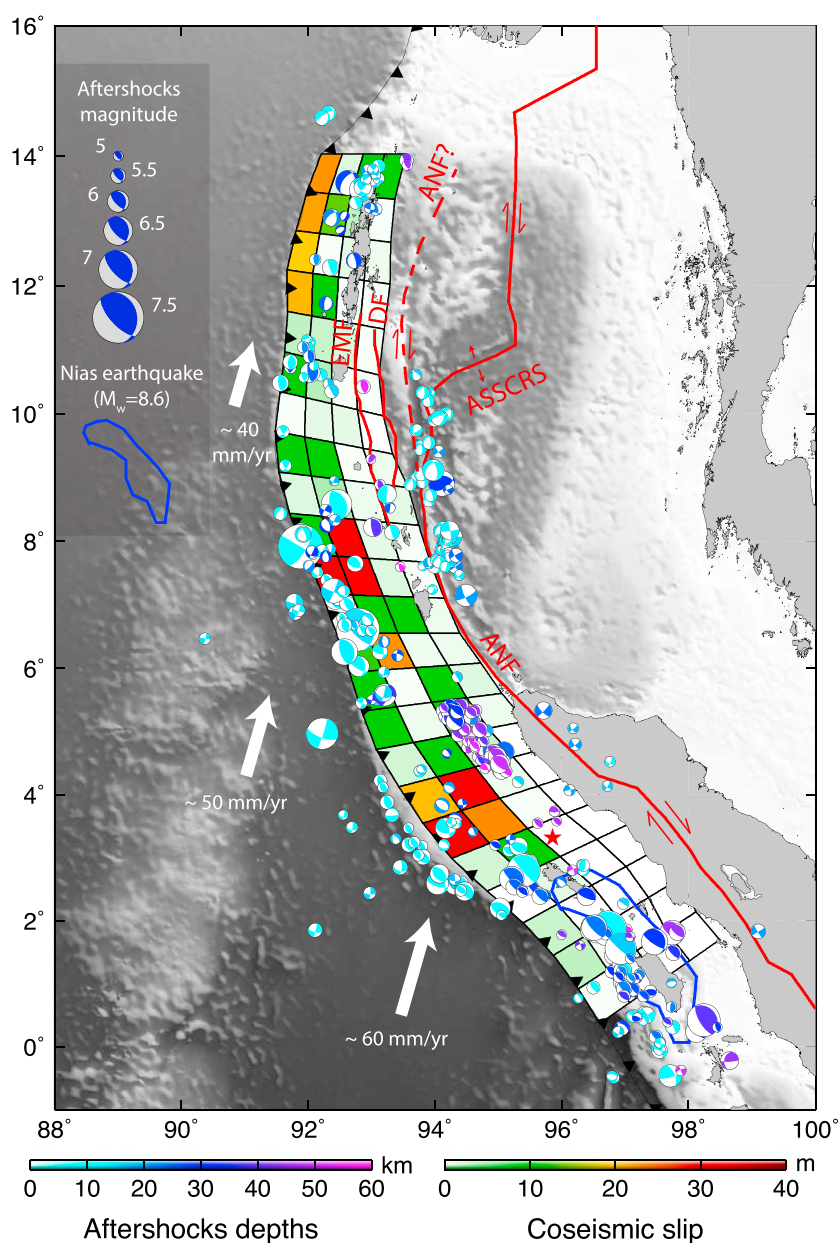 16°
14°
12°
10°
8°
6°
4°
2°
0°
Aftershocks
magnitude
5
5.5
6
6.5
7
7.5
Nias earthquake
(Mw=8.6)
ANF?
EMF
DF
ASSCRS
ANF
~ 40
mm/yr
~ 50 mm/yr
~ 60 mm/yr
88° 90° 92° 94° 96° 98° 100°
0 10 20 30 40 50 60 km
Aftershocks depths
0 10 20 30 40 m
Coseismic slip